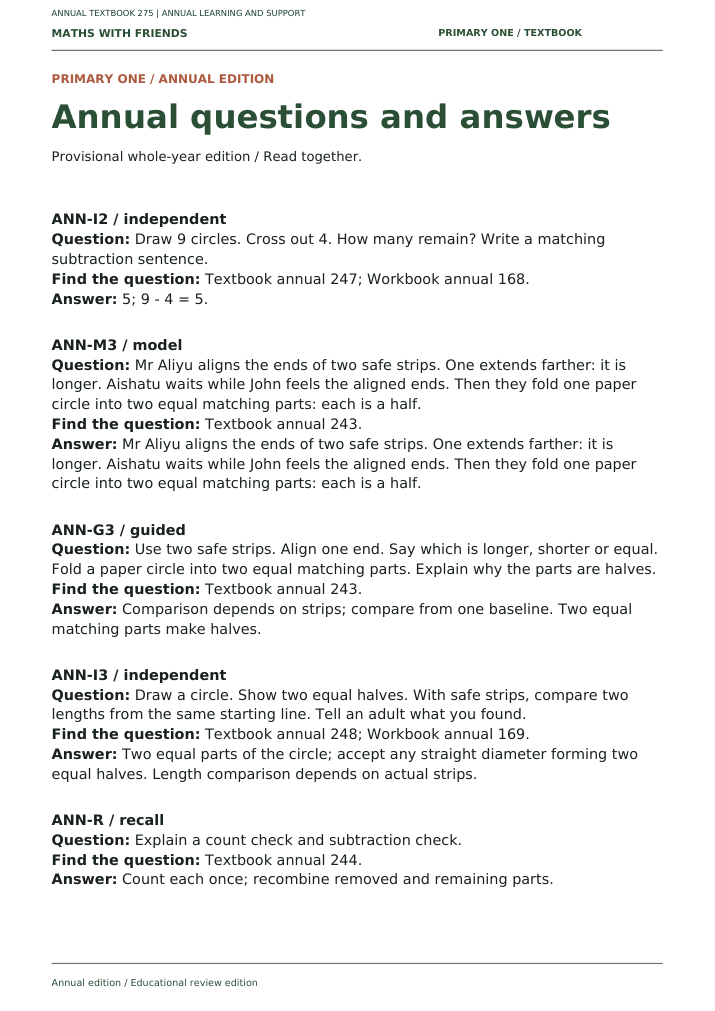 ANNUAL TEXTBOOK 275 | ANNUAL LEARNING AND SUPPORT
MATHS WITH FRIENDS
PRIMARY ONE / TEXTBOOK
PRIMARY ONE / ANNUAL EDITION
Annual questions and answers
Provisional whole-year edition / Read together.
ANN-I2 / independent
Question: Draw 9 circles. Cross out 4. How many remain? Write a matching
subtraction sentence.
Find the question: Textbook annual 247; Workbook annual 168.
Answer: 5; 9 - 4 = 5.
ANN-M3 / model
Question: Mr Aliyu aligns the ends of two safe strips. One extends farther: it is
longer. Aishatu waits while John feels the aligned ends. Then they fold one paper
circle into two equal matching parts: each is a half.
Find the question: Textbook annual 243.
Answer: Mr Aliyu aligns the ends of two safe strips. One extends farther: it is
longer. Aishatu waits while John feels the aligned ends. Then they fold one paper
circle into two equal matching parts: each is a half.
ANN-G3 / guided
Question: Use two safe strips. Align one end. Say which is longer, shorter or equal.
Fold a paper circle into two equal matching parts. Explain why the parts are halves.
Find the question: Textbook annual 243.
Answer: Comparison depends on strips; compare from one baseline. Two equal
matching parts make halves.
ANN-I3 / independent
Question: Draw a circle. Show two equal halves. With safe strips, compare two
lengths from the same starting line. Tell an adult what you found.
Find the question: Textbook annual 248; Workbook annual 169.
Answer: Two equal parts of the circle; accept any straight diameter forming two
equal halves. Length comparison depends on actual strips.
ANN-R / recall
Question: Explain a count check and subtraction check.
Find the question: Textbook annual 244.
Answer: Count each once; recombine removed and remaining parts.
Annual edition / Educational review edition